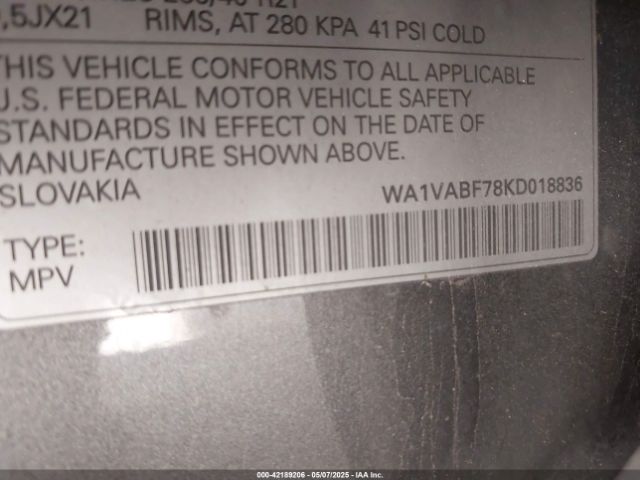 ,5JX21 RIMS, AT 280 KPA 41 PSI COLD
THIS VEHICLE CONFORMS TO ALL APPLICABLE
U.S. FEDERAL MOTOR VEHICLE SAFETY
STANDARDS IN EFFECT ON THE DATE OF
MANUFACTURE SHOWN ABOVE.
SLOVAKIA WA1VABF78KD018836
TYPE:
MPV
000-42189206 - 05/07/2025 - IAA Inc.